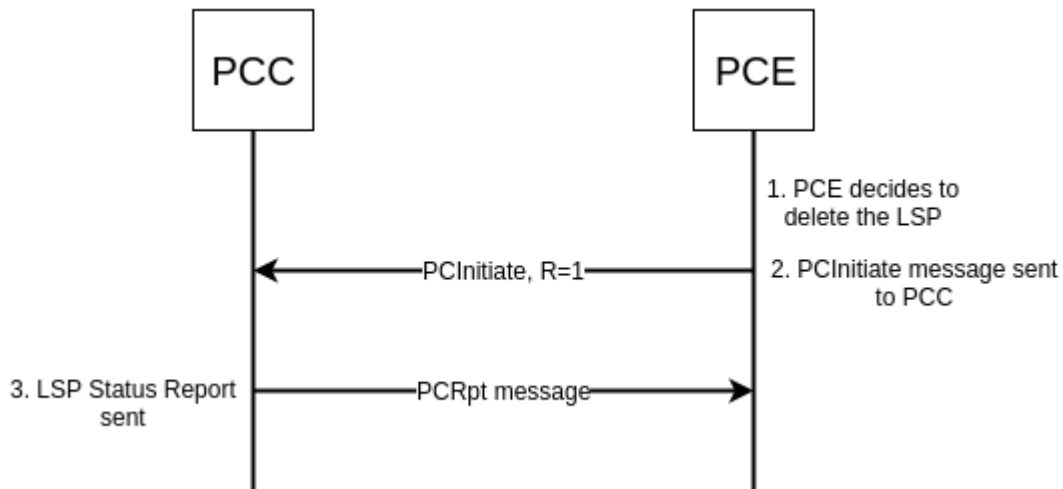 PCC
PCE
1. PCE decides to
delete the LSP
PCInitiate, R=1
2. PCInitiate message sent
to PCC
3. LSP Status Report
sent
PCRpt message